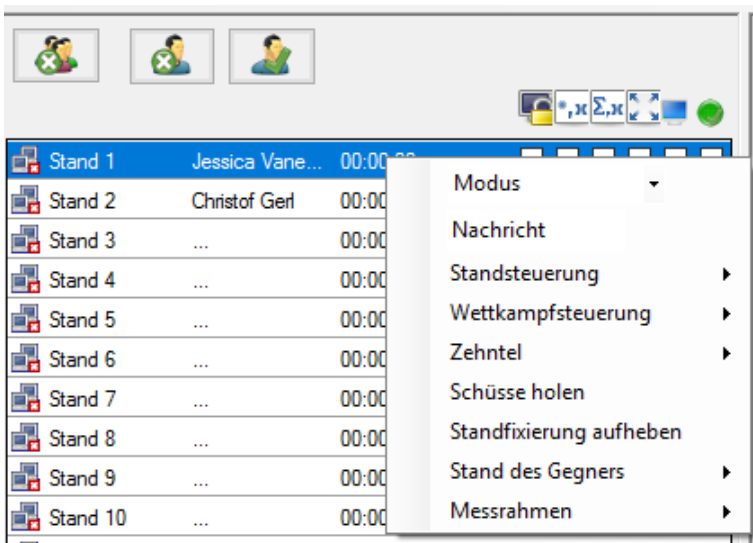 *,x Σ,x
Stand 1 Jessica Vane... 00:00
Modus
Stand 2 Christof Gerl 00:00
Nachricht
Stand 3 ... 00:00
Standsteuerung
Stand 4 ... 00:00
Wettkampfsteuerung
Stand 5 ... 00:00
Zehntel
Stand 6 ... 00:00
Schüsse holen
Stand 7 ... 00:00
Standfixierung aufheben
Stand 8 ... 00:00
Stand des Gegners
Stand 9 ... 00:00
Messrahmen
Stand 10 ... 00:00